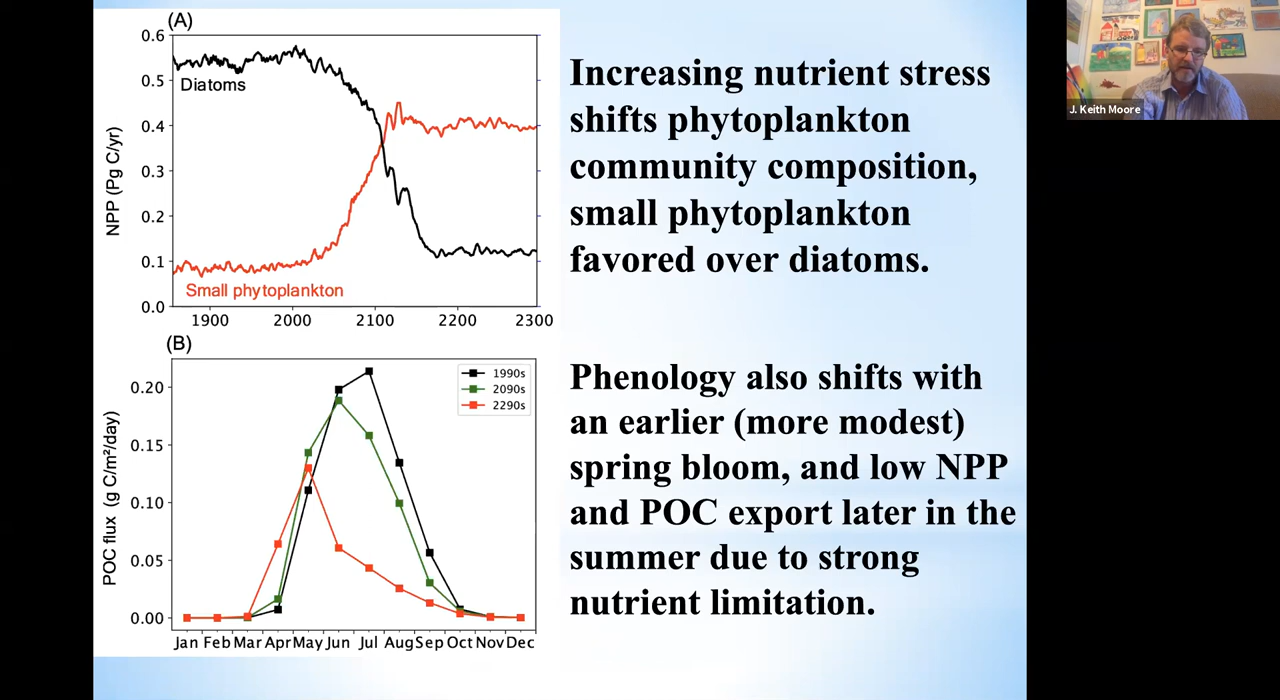 (A)
0.6
0.5
0.4
0.3
0.2
0.1
0.0
NPP (Pg C/yr)
Diatoms
Small phytoplankton
1900 2000 2100 2200 2300
Increasing nutrient stress
shifts phytoplankton
community composition,
small phytoplankton
favored over diatoms.
(B)
0.20
0.15
0.10
0.05
0.00
POC flux (g C/m²/day)
1990s
2090s
2290s
Jan Feb Mar Apr May Jun Jul Aug Sep Oct Nov Dec
Phenology also shifts with
an earlier (more modest)
spring bloom, and low NPP
and POC export later in the
summer due to strong
nutrient limitation.
J. Keith Moore